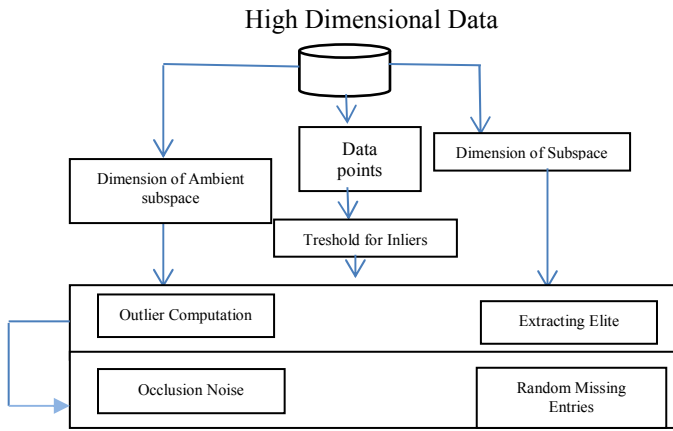 High Dimensional Data
Data
points
Dimension of Subspace
Dimension of Ambient
subspace
Treshold for Inliers
Outlier Computation
Extracting Elite
Occlusion Noise
Random Missing
Entries